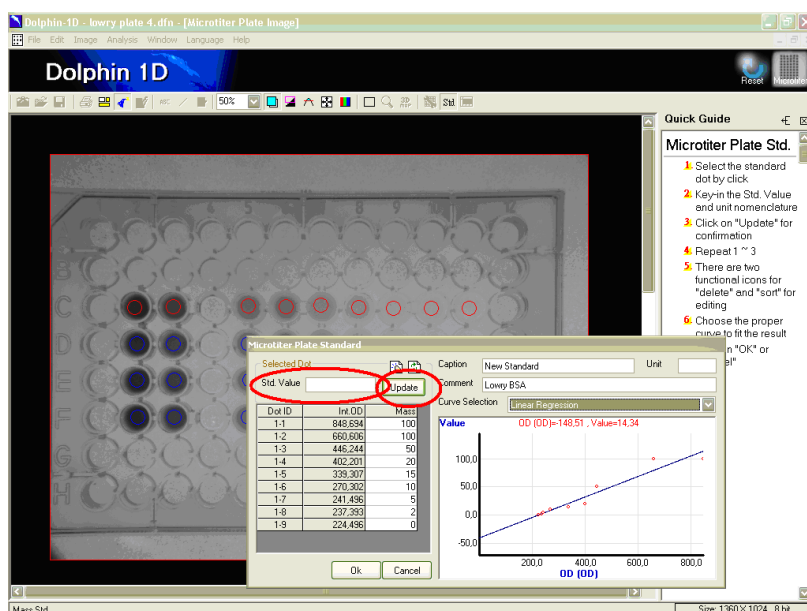 Dolphin-1D - lowry plate 4.dfn - [Microtiter Plate Image]
File Edit Image Analysis Window Language Help
Dolphin 1D
Reset
50%
Std.
Quick Guide
Microtiter Plate Std.
1. Select the standard
dot by click
2. Key-in the Std. Value
and unit nomenclature
3. Click on "Update" for
confirmation
4. Repeat 1 ~ 3
5. There are two
functional icons for
"delete" and "sort" for
editing
6. Choose the proper
curve to fit the result
n "OK" or
el"
Microtiter Plate Standard
Selected Dot
Std. Value
Update
Caption New Standard Unit
Comment Lowry BSA
Curve Selection Linear Regression
Dot ID Int.OD Mass
1-1 848,694 100
1-2 660,606 100
1-3 446,244 50
1-4 402,201 20
1-5 339,307 15
1-6 270,302 10
1-7 241,496 5
1-8 237,393 2
1-9 224,496 0
Ok Cancel
Value OD (OD)=-148,51 , Value=14,34
100,0
50,0
0,0
-50,0
200,0 400,0 600,0 800,0
OD (OD)
C
D
E
F
G
H
Mass Std.
Size: 1360 X 1024 , 8 bit